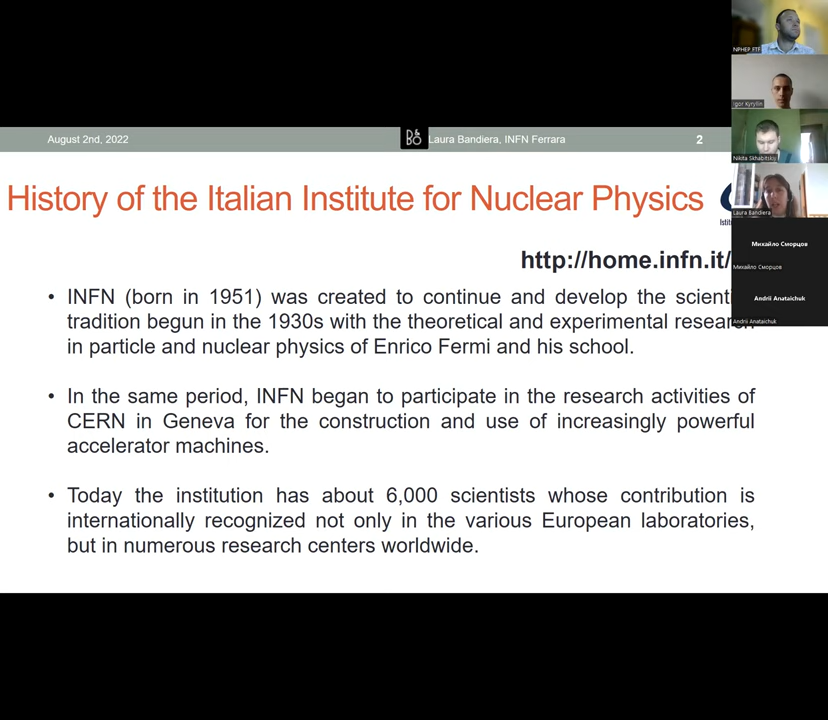 August 2nd, 2022
Laura Bandiera, INFN Ferrara
2
History of the Italian Institute for Nuclear Physics
Istit
http://home.infn.it/
• INFN (born in 1951) was created to continue and develop the scienti
tradition begun in the 1930s with the theoretical and experimental research
in particle and nuclear physics of Enrico Fermi and his school.
• In the same period, INFN began to participate in the research activities of
CERN in Geneva for the construction and use of increasingly powerful
accelerator machines.
• Today the institution has about 6,000 scientists whose contribution is
internationally recognized not only in the various European laboratories,
but in numerous research centers worldwide.
NPHEP FTF
Igor Kyryllin
Nikita Skhabitskiy
Laura Bandiera
Михайло Сморцов
Михайло Сморцов
Andrii Anataichuk
Andrii Anataichuk